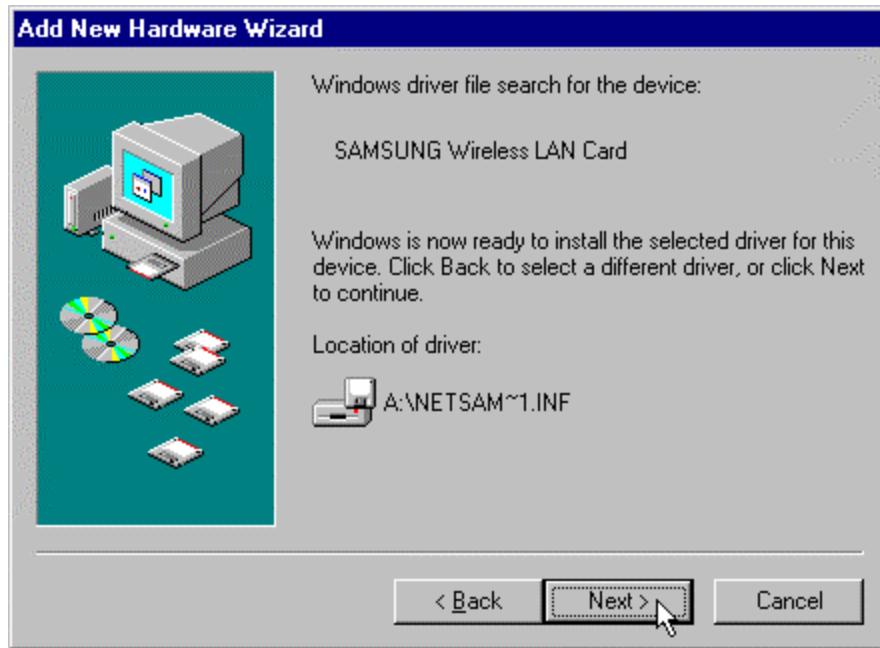 Add New Hardware Wizard
Windows driver file search for the device:
SAMSUNG Wireless LAN Card
Windows is now ready to install the selected driver for this
device. Click Back to select a different driver, or click Next
to continue.
Location of driver:
A:\NETSAM~1.INF
< Back
Next >
Cancel